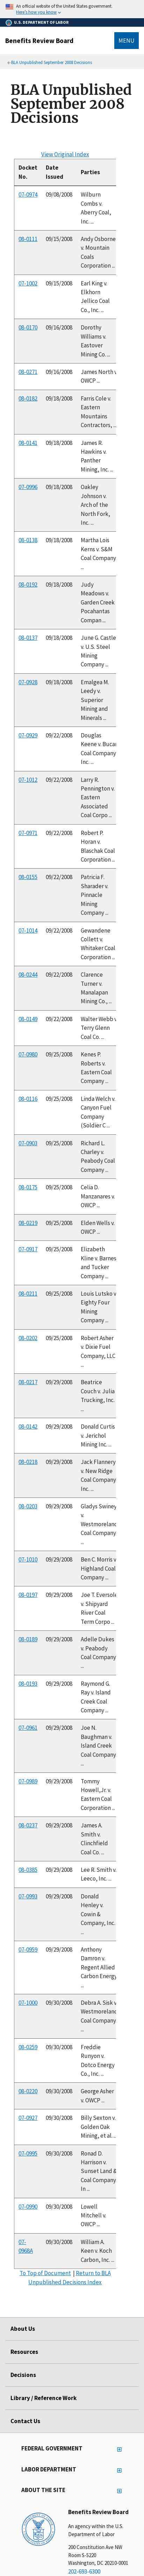 An official website of the United States government.
Here's how you know
U.S. DEPARTMENT OF LABOR
Benefits Review Board
MENU
» BLA Unpublished September 2008 Decisions
BLA Unpublished
September 2008
Decisions
View Original Index
Docket No. Date Issued Parties
07-0974 09/08/2008 Wilburn Combs v. Aberry Coal, Inc. ...
08-0111 09/15/2008 Andy Osborne v. Mountain Coals Corporation ...
07-1002 09/15/2008 Earl King v. Elkhorn Jellico Coal Co., Inc. ...
08-0170 09/16/2008 Dorothy Williams v. Eastover Mining Co. ...
08-0271 09/16/2008 James North v. OWCP ...
08-0162 09/18/2008 Farris Cole v. Eastern Mountains Contractors, ...
08-0141 09/18/2008 James R. Hawkins v. Panther Mining, Inc. ...
07-0996 09/18/2008 Oakley Johnson v. Arch of the North Fork, Inc. ...
08-0138 09/18/2008 Martha Lois Kerns v. S&M Coal Company ...
08-0192 09/18/2008 Judy Meadows v. Garden Creek Pocahantas Compan ...
08-0137 09/18/2008 June G. Castle v. U.S. Steel Mining Company ...
07-0928 09/18/2008 Emalgea M. Leedy v. Superior Mining and Minerals ...
07-0929 09/22/2008 Douglas Keene v. Bucan Coal Company Inc. ...
07-1012 09/22/2008 Larry R. Pennington v. Eastern Associated Coal Corpo ...
07-0971 09/22/2008 Robert P. Horan v. Blaschak Coal Corporation ...
08-0155 09/22/2008 Patricia F. Sharader v. Pinnacle Mining Company ...
07-1014 09/22/2008 Gewandene Collett v. Whitaker Coal Corporation ...
08-0244 09/22/2008 Clarence Turner v. Manalapan Mining Co., ...
08-0149 09/22/2008 Walter Webb v. Terry Glenn Coal Co. ...
07-0980 09/22/2008 Kenes P. Roberts v. Eastern Coal Company ...
08-0116 09/25/2008 Linda Welch v. Canyon Fuel Company (Soldier C ...
07-0903 09/25/2008 Richard L. Charley v. Peabody Coal Company ...
08-0175 09/25/2008 Celia D. Manzanares v. OWCP ...
08-0219 09/25/2008 Elden Wells v. OWCP ...
07-0917 09/25/2008 Elizabeth Kline v. Barnes and Tucker Company ...
08-0211 09/25/2008 Louis Lutsko v. Eighty Four Mining Company ...
08-0202 09/25/2008 Robert Asher v. Dixie Fuel Company, LLC ...
08-0217 09/29/2008 Beatrice Couch v. Julia Trucking, Inc. ...
08-0142 09/29/2008 Donald Curtis v. Jerichol Mining Inc. ...
08-0218 09/29/2008 Jack Flannery v. New Ridge Coal Company Inc. ...
08-0203 09/29/2008 Gladys Swiney v. Westmoreland Coal Company ...
07-1010 09/29/2008 Ben C. Morris v. Highland Coal Company ...
08-0197 09/29/2008 Joe T. Eversole v. Shipyard River Coal Term Corpo ...
08-0189 09/29/2008 Adelle Dukes v. Peabody Coal Company ...
08-0193 09/29/2008 Raymond G. Ray v. Island Creek Coal Company ...
07-0961 09/29/2008 Joe N. Baughman v. Island Creek Coal Company ...
07-0989 09/29/2008 Tommy Howell, Jr. v. Eastern Coal Corporation ...
08-0237 09/29/2008 James A. Smith v. Clinchfield Coal Co. ...
08-0385 09/29/2008 Lee R. Smith v. Leeco, Inc. ...
07-0993 09/29/2008 Donald Henley v. Cowin & Company, Inc. ...
07-0959 09/29/2008 Anthony Damron v. Regent Allied Carbon Energy ...
07-1000 09/30/2008 Debra A. Sisk v. Westmoreland Coal Company ...
08-0259 09/30/2008 Freddie Runyon v. Dotco Energy Co., Inc. ...
08-0220 09/30/2008 George Asher v. OWCP ...
07-0927 09/30/2008 Billy Sexton v. Golden Oak Mining, et al. ...
07-0995 09/30/2008 Ronad D. Harrison v. Sunset Land & Coal Company In ...
07-0990 09/30/2008 Lowell Mitchell v. OWCP ...
07-0968A 09/30/2008 William A. Keen v. Koch Carbon, Inc. ...
To Top of Document | Return to BLA
Unpublished Decisions Index
About Us
Resources
Decisions
Library / Reference Work
Contact Us
FEDERAL GOVERNMENT
LABOR DEPARTMENT
ABOUT THE SITE
Benefits Review Board
An agency within the U.S.
Department of Labor
200 Constitution Ave NW
Room S-5220
Washington, DC 20210-0001
202-693-6300